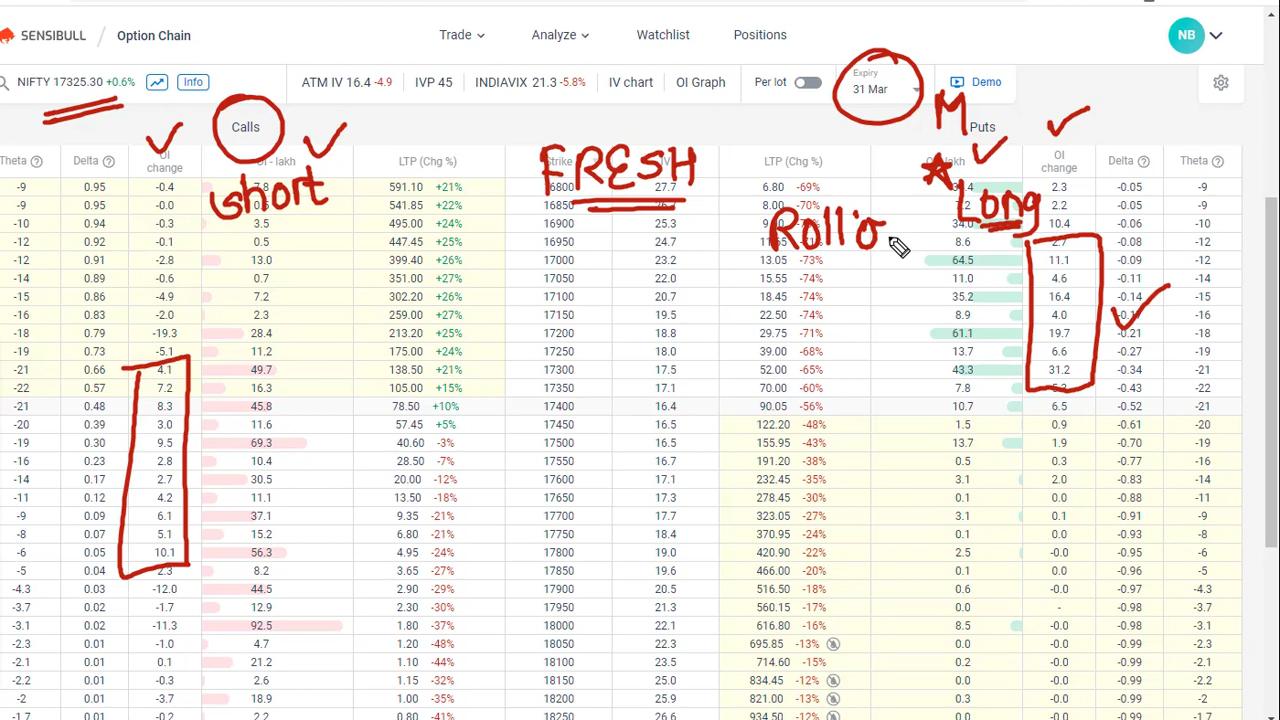 SENSIBULL / Option Chain Trade Analyze Watchlist Positions NB
NIFTY 17325.30 +0.6% Info ATM IV 16.4 -4.9 IVP 45 INDIAVIX 21.3 -5.8% IV chart OI Graph Per lot Expiry 31 Mar Demo
M
Calls Puts
Theta Delta OI change OI - lakh LTP (Chg %) Strike IV LTP (Chg %) lakh OI change Delta Theta
FRESH
short
Long
Roll'o
-9 0.95 -0.4 7.8 591.10 +21% 16800 27.7 6.80 -69% 2.3 -0.05 -9
-9 0.95 541.85 +22% 16850 8.00 -70% 7.2 2.2 -0.05 -9
-10 0.94 -0.3 3.5 495.00 +24% 16900 25.3 34.0 10.4 -0.06 -10
-12 0.92 -0.1 0.5 447.45 +25% 16950 24.7 8.6 2.7 -0.08 -12
-12 0.91 -2.8 13.0 399.40 +26% 17000 23.2 13.05 -73% 64.5 11.1 -0.09 -12
-14 0.88 -0.6 0.7 351.00 +27% 17050 22.0 15.55 -74% 11.0 4.6 -0.11 -14
-15 0.86 -4.9 7.2 302.20 +26% 17100 20.7 18.45 -74% 35.2 16.4 -0.14 -15
-16 0.83 -2.0 2.3 259.00 +27% 17150 19.5 22.50 -74% 8.9 4.0 -16
-18 0.79 -19.3 28.4 213.20 +25% 17200 18.8 29.75 -71% 61.1 19.7 -0.21 -18
-19 0.73 -5.1 11.2 175.00 +24% 17250 18.0 39.00 -68% 13.7 6.6 -0.27 -19
-21 0.66 4.1 49.7 138.50 +21% 17300 17.5 52.00 -65% 43.3 31.2 -0.34 -21
-22 0.57 7.2 16.3 105.00 +15% 17350 17.1 70.00 -60% 7.8 -0.43 -22
-21 0.48 8.3 45.8 78.50 +10% 17400 16.4 90.05 -56% 10.7 6.5 -0.52 -21
-20 0.39 3.0 11.6 57.45 +5% 17450 16.5 122.20 -48% 1.5 0.9 -0.61 -20
-19 0.30 9.5 69.3 40.60 -3% 17500 16.5 155.95 -43% 13.7 1.9 -0.70 -19
-16 0.23 2.8 10.4 28.50 -7% 17550 16.7 191.20 -38% 0.5 0.3 -0.77 -16
-14 0.17 2.7 30.5 20.00 -12% 17600 17.1 232.45 -35% 3.1 2.0 -0.83 -14
-11 0.12 4.2 11.1 13.50 -18% 17650 17.3 278.45 -30% 0.1 0.0 -0.88 -11
-9 0.09 6.1 37.1 9.35 -21% 17700 17.7 323.05 -27% 3.1 0.1 -0.91 -9
-8 0.07 5.1 15.2 6.80 -21% 17750 18.4 370.95 -24% 0.1 0.0 -0.93 -8
-6 0.05 10.1 56.3 4.95 -24% 17800 19.0 420.90 -22% 2.5 -0.0 -0.95 -6
-5 0.04 2.3 8.2 3.65 -27% 17850 19.6 466.00 -20% 0.1 0.0 -0.96 -5
-4.3 0.03 -12.0 44.5 2.90 -29% 17900 20.5 516.50 -18% 0.6 -0.0 -0.97 -4.3
-3.7 0.02 -1.7 12.9 2.30 -30% 17950 21.3 560.15 -17% 0.0 - -0.98 -3.7
-3.1 0.02 -11.3 92.5 1.80 -37% 18000 22.1 616.80 -16% 8.5 -0.0 -0.98 -3.1
-2.3 0.01 -1.0 4.7 1.20 -48% 18050 22.3 695.85 -13% 0.0 -0.0 -0.99 -2.3
-2.1 0.01 0.1 21.2 1.10 -44% 18100 23.5 714.60 -15% 0.2 -0.0 -0.99 -2.1
-2.2 0.01 -0.3 2.6 1.15 -32% 18150 25.0 834.45 -12% 0.0 -0.0 -0.99 -2.2
-2 0.01 -3.7 18.9 1.00 -35% 18200 25.9 821.00 -13% 0.3 -0.0 -0.99 -2
-1.7 0.01 -0.2 2.2 0.80 -41% 18250 26.6 934.50 -12% 0.0 -0.0 -0.99 -1.7